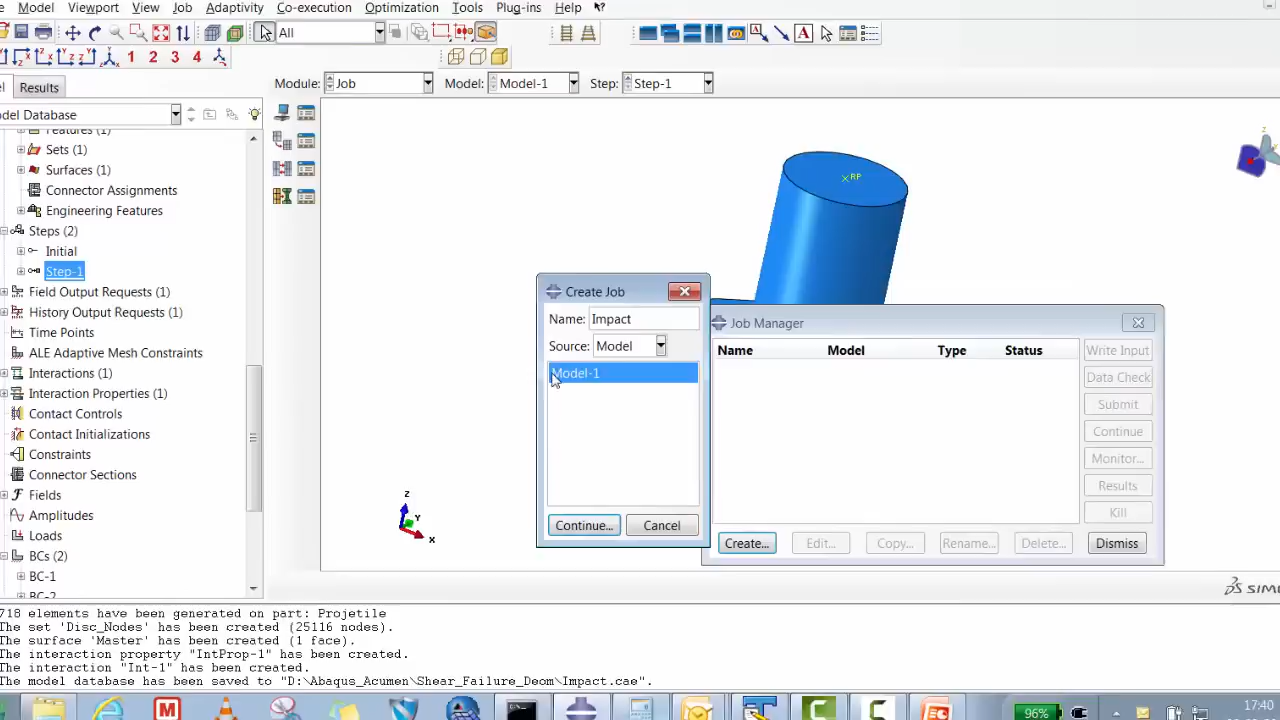 Model Viewport View Job Adaptivity Co-execution Optimization Tools Plug-ins Help
All
1 2 3 4
Results
Module: Job Model: Model-1 Step: Step-1
del Database
Features (1)
Sets (1)
Surfaces (1)
Connector Assignments
Engineering Features
Steps (2)
Initial
Step-1
Field Output Requests (1)
History Output Requests (1)
Time Points
ALE Adaptive Mesh Constraints
Interactions (1)
Interaction Properties (1)
Contact Controls
Contact Initializations
Constraints
Connector Sections
Fields
Amplitudes
Loads
BCs (2)
BC-1
BC-2
RP
Z
Y
X
Create Job
Name: Impact
Source: Model
Model-1
Continue...
Cancel
Job Manager
Name Model Type Status
Write Input
Data Check
Submit
Continue
Monitor...
Results
Kill
Create... Edit... Copy... Rename... Delete... Dismiss
718 elements have been generated on part: Projetile
The set 'Disc_Nodes' has been created (25116 nodes).
The surface 'Master' has been created (1 face).
The interaction property "IntProp-1" has been created.
The interaction "Int-1" has been created.
The model database has been saved to "D:\Abaqus_Acumen\Shear_Failure_Deom\Impact.cae".
96%
17:40